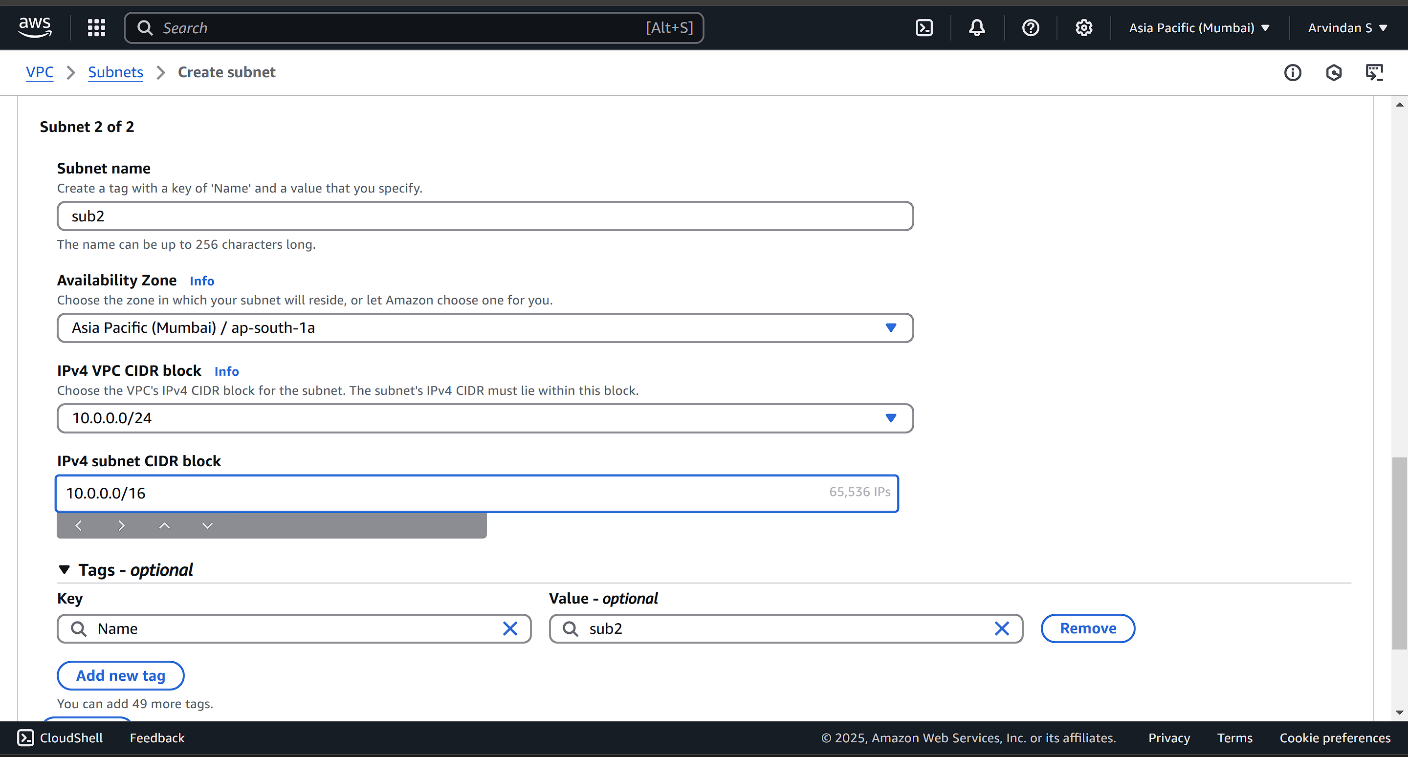 aws
Search [Alt+S]
Asia Pacific (Mumbai) Arvindan S
VPC Subnets Create subnet
Subnet 2 of 2
Subnet name
Create a tag with a key of 'Name' and a value that you specify.
sub2
The name can be up to 256 characters long.
Availability Zone Info
Choose the zone in which your subnet will reside, or let Amazon choose one for you.
Asia Pacific (Mumbai) / ap-south-1a
IPv4 VPC CIDR block Info
Choose the VPC's IPv4 CIDR block for the subnet. The subnet's IPv4 CIDR must lie within this block.
10.0.0.0/24
IPv4 subnet CIDR block
10.0.0.0/16 65,536 IPs
Tags - optional
Key Value - optional
Name sub2 Remove
Add new tag
You can add 49 more tags.
CloudShell Feedback © 2025, Amazon Web Services, Inc. or its affiliates. Privacy Terms Cookie preferences